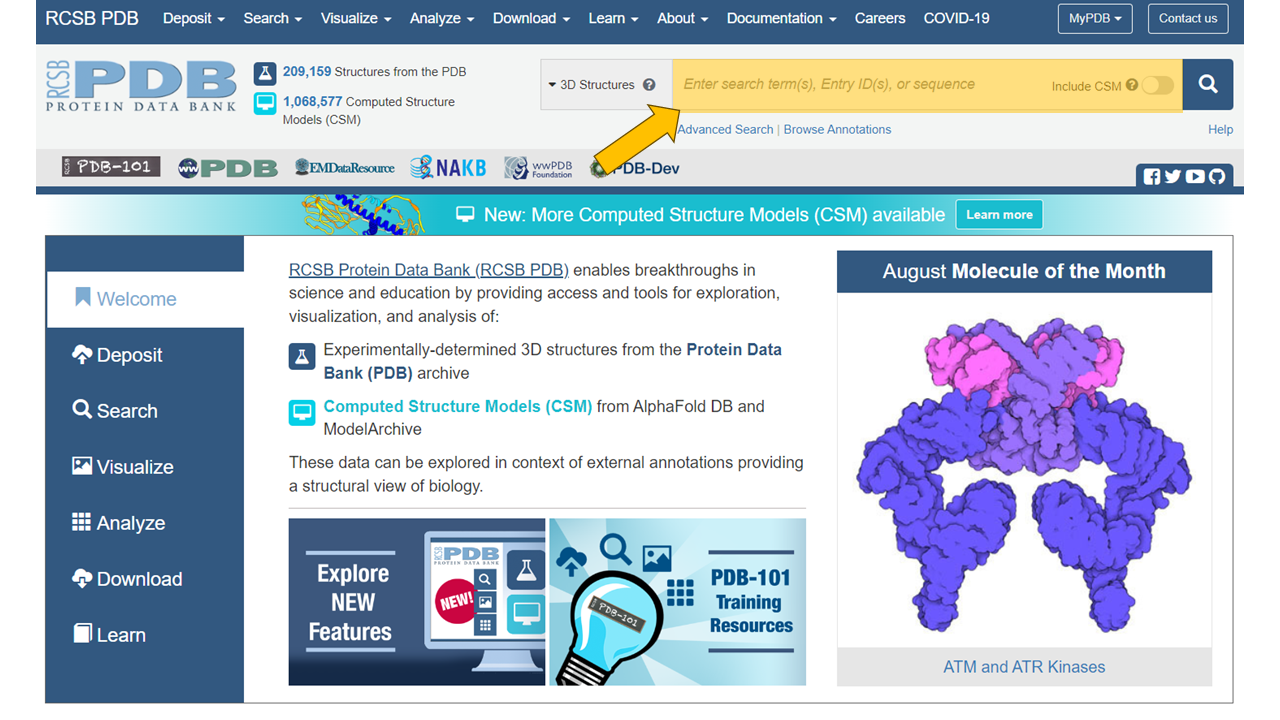 RCSB PDB Deposit Search Visualize Analyze Download Learn About Documentation Careers COVID-19 MyPDB Contact us
RCSB PDB
PROTEIN DATA BANK
209,159 Structures from the PDB
1,068,577 Computed Structure
Models (CSM)
3D Structures ? Enter search term(s), Entry ID(s), or sequence Include CSM ?
Advanced Search | Browse Annotations Help
RCSB PDB-101 WWPDB EMDataResource NAKB wwPDB Foundation PDB-Dev
New: More Computed Structure Models (CSM) available Learn more
Welcome
Deposit
Search
Visualize
Analyze
Download
Learn
RCSB Protein Data Bank (RCSB PDB) enables breakthroughs in
science and education by providing access and tools for exploration,
visualization, and analysis of:
Experimentally-determined 3D structures from the Protein Data
Bank (PDB) archive
Computed Structure Models (CSM) from AlphaFold DB and
ModelArchive
These data can be explored in context of external annotations providing
a structural view of biology.
Explore
NEW
Features
RCSB PDB
PROTEIN DATA BANK
NEW!
PDB-101
PDB-101
Training
Resources
August Molecule of the Month
ATM and ATR Kinases